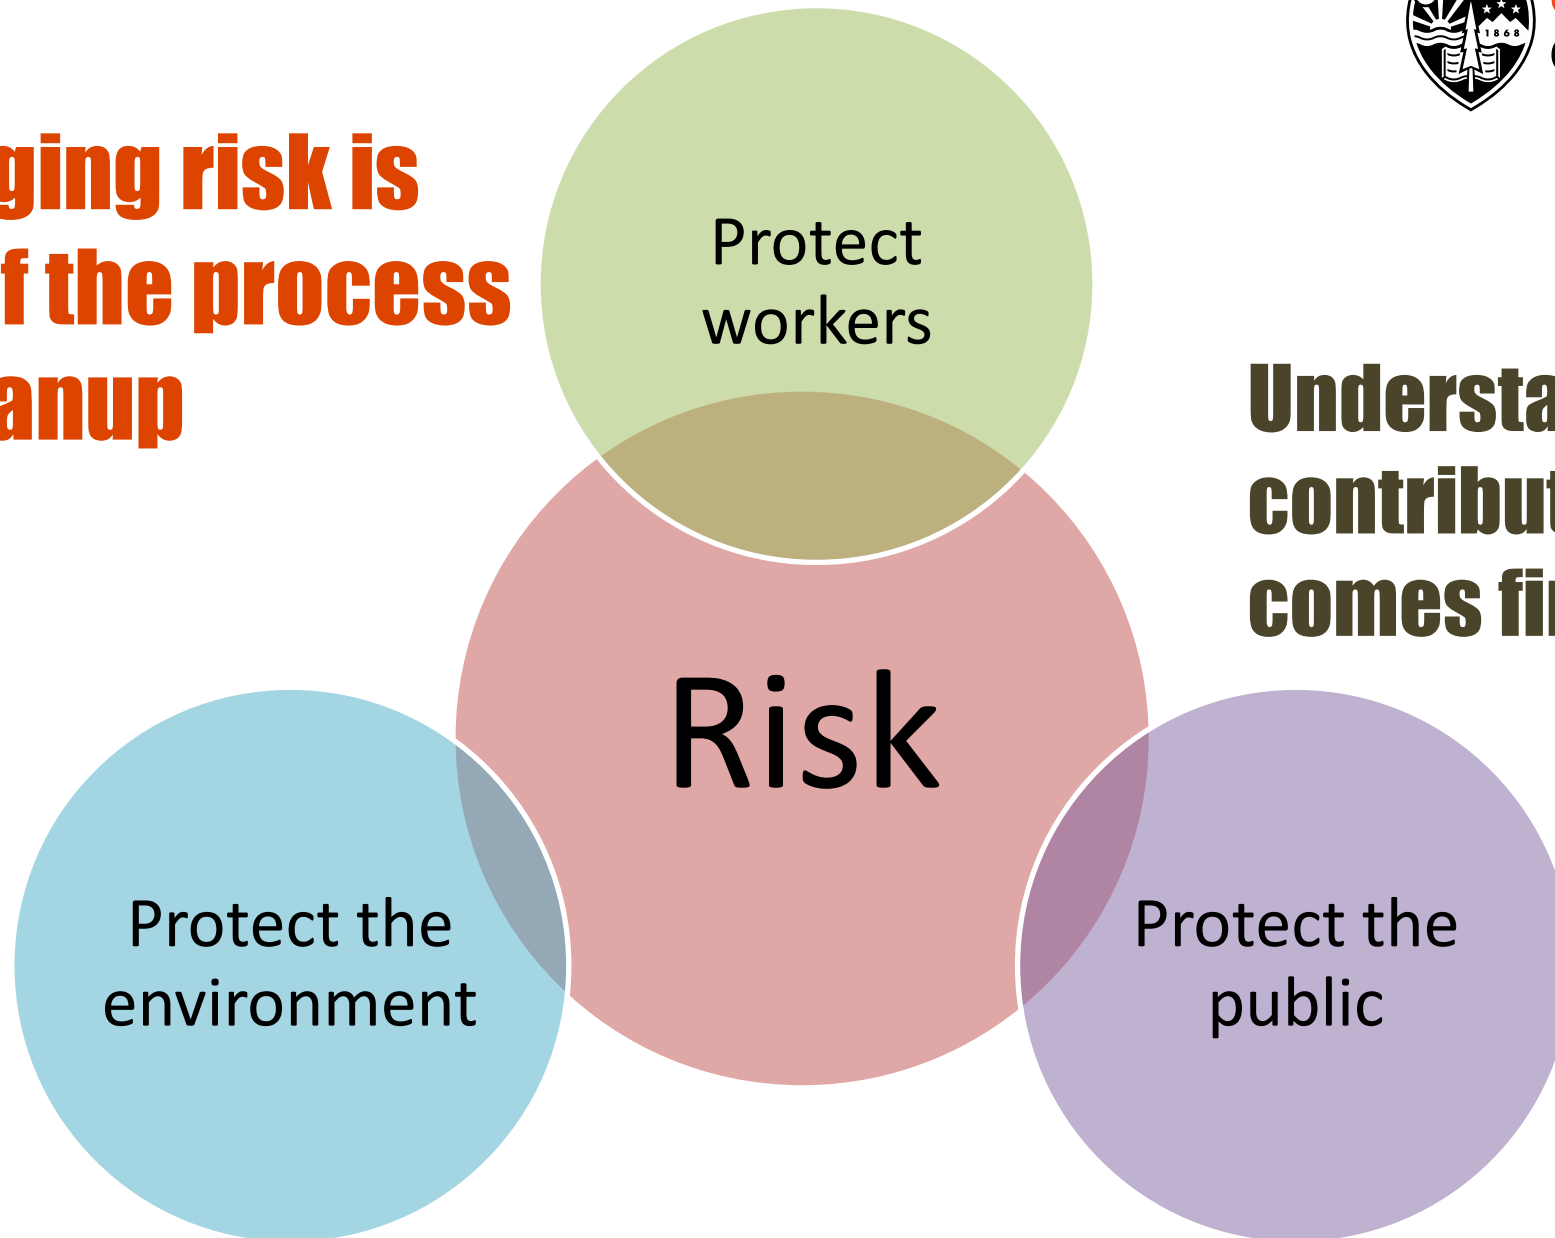 1868
ging risk is
f the process
anup
Protect
workers
Understa
contribut
comes fi
Risk
Protect the
environment
Protect the
public